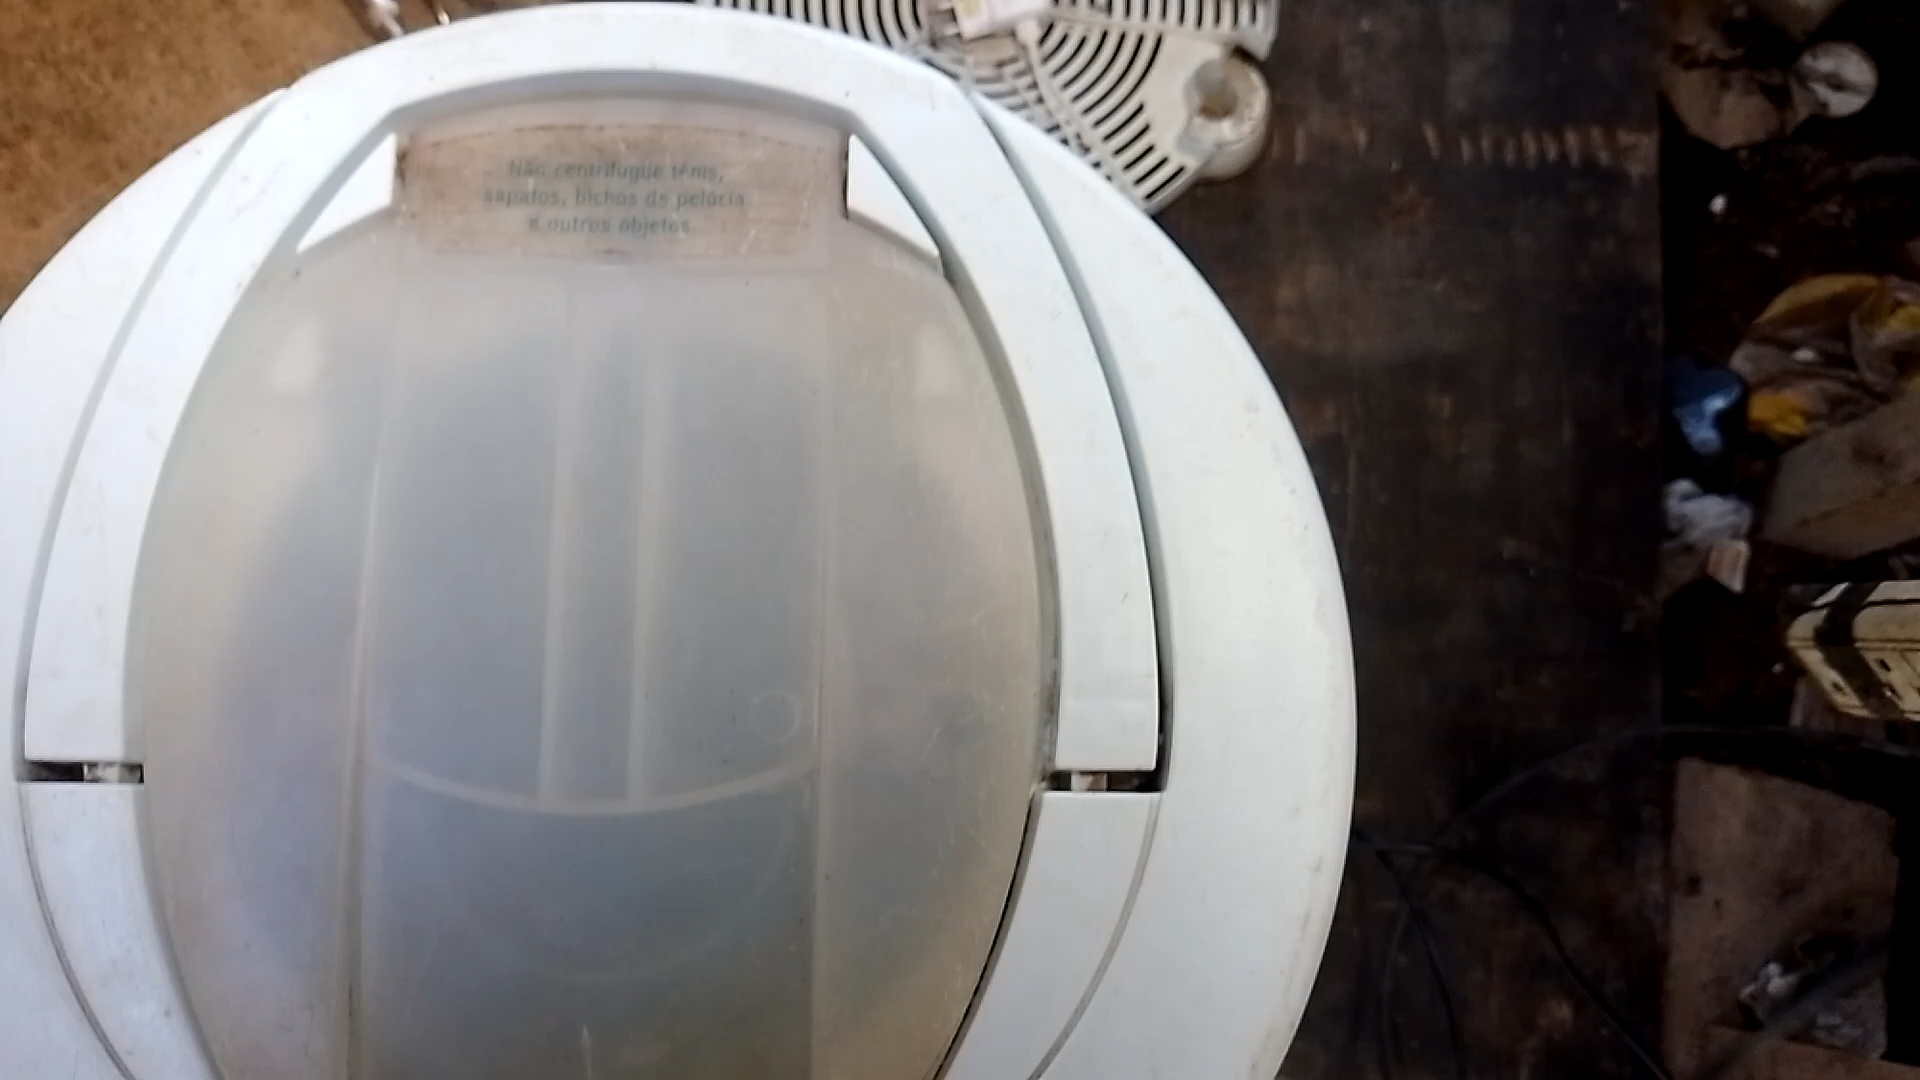 Não centrifugue tênis,
sapatos, bichos de pelúcia
e outros objetos.